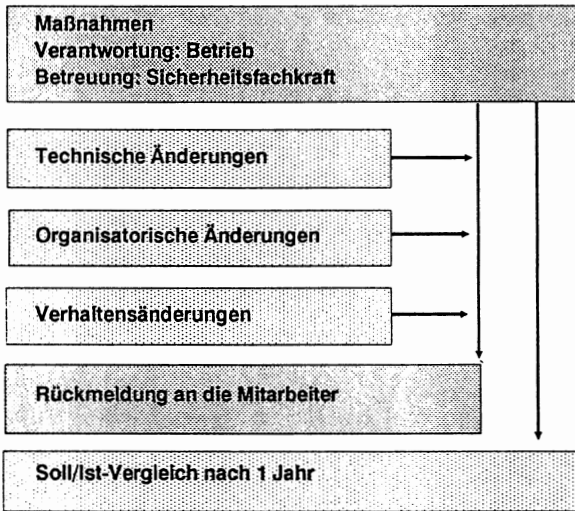 Maßnahmen
Verantwortung: Betrieb
Betreuung: Sicherheitsfachkraft
Technische Änderungen
Organisatorische Änderungen
Verhaltensänderungen
Rückmeldung an die Mitarbeiter
Soll/Ist-Vergleich nach 1 Jahr